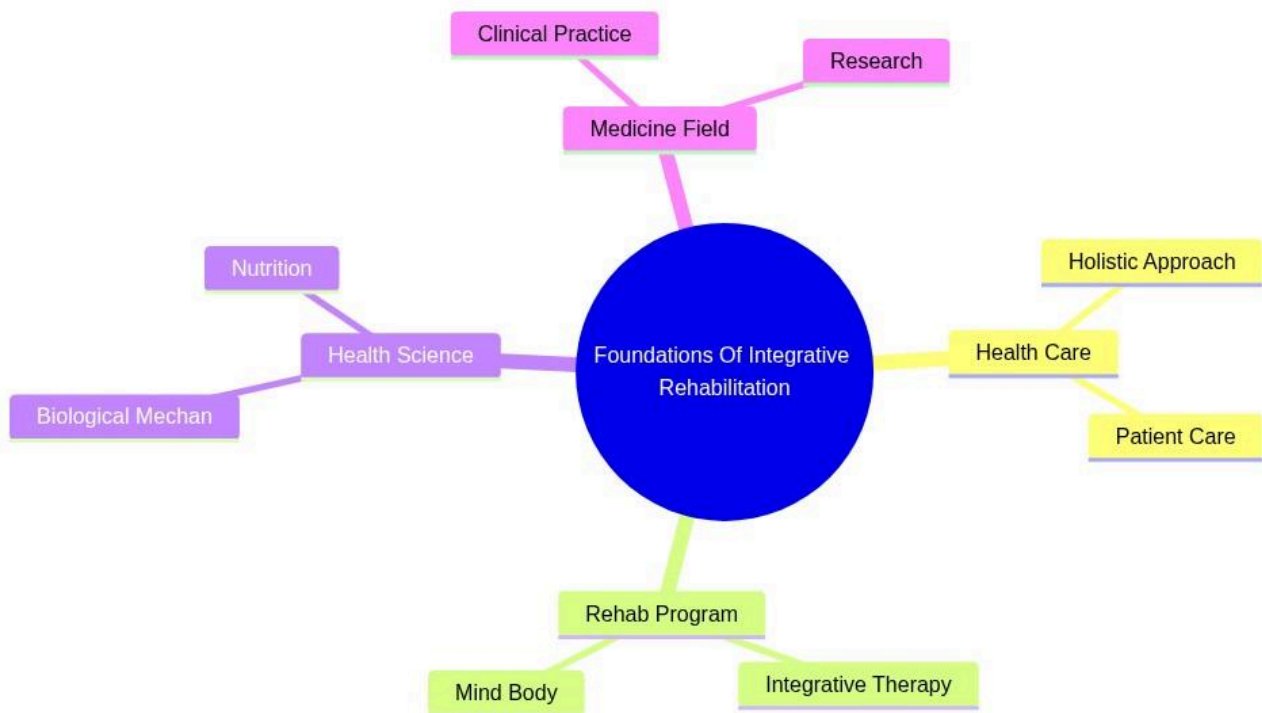 Clinical Practice
Research
Medicine Field
Nutrition
Health Science
Biological Mechan
Foundations Of Integrative
Rehabilitation
Holistic Approach
Health Care
Patient Care
Rehab Program
Mind Body
Integrative Therapy